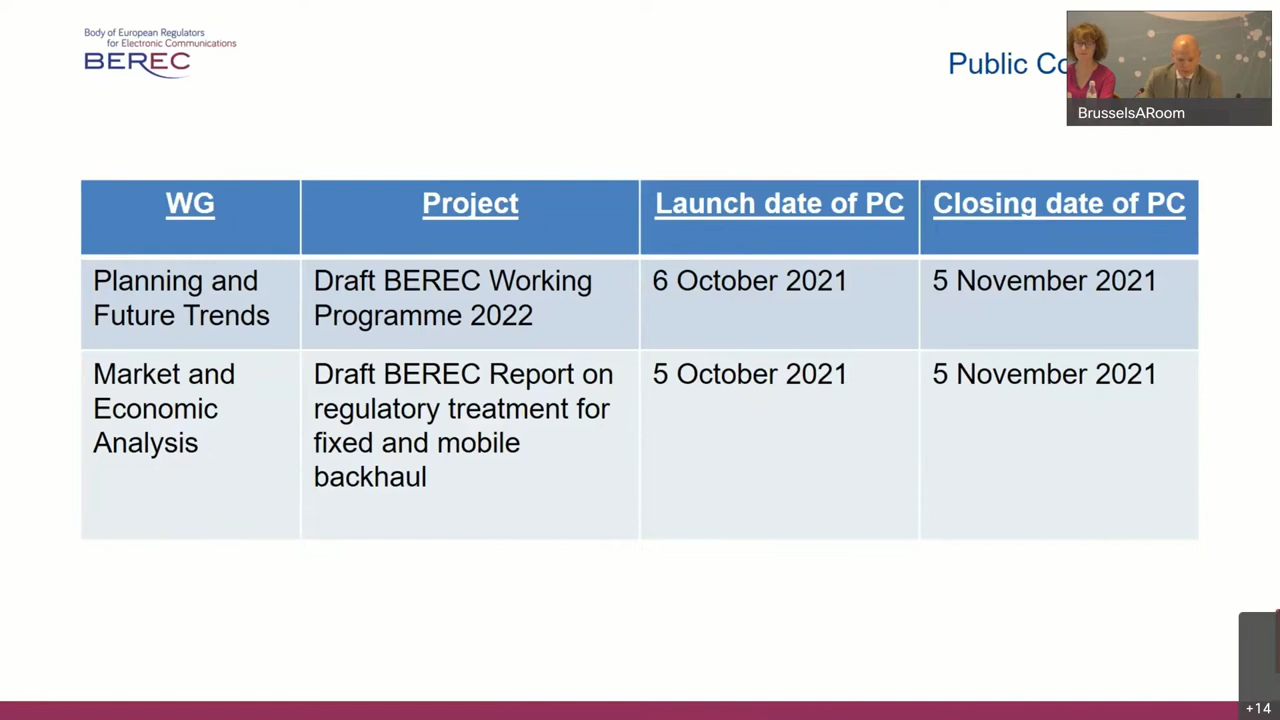 Body of European Regulators
for Electronic Communications
BEREC
Public Co
BrusselsARoom
WG
Project
Launch date of PC
Closing date of PC
Planning and
Future Trends
Draft BEREC Working
Programme 2022
6 October 2021
5 November 2021
Market and
Economic
Analysis
Draft BEREC Report on
regulatory treatment for
fixed and mobile
backhaul
5 October 2021
5 November 2021
+14